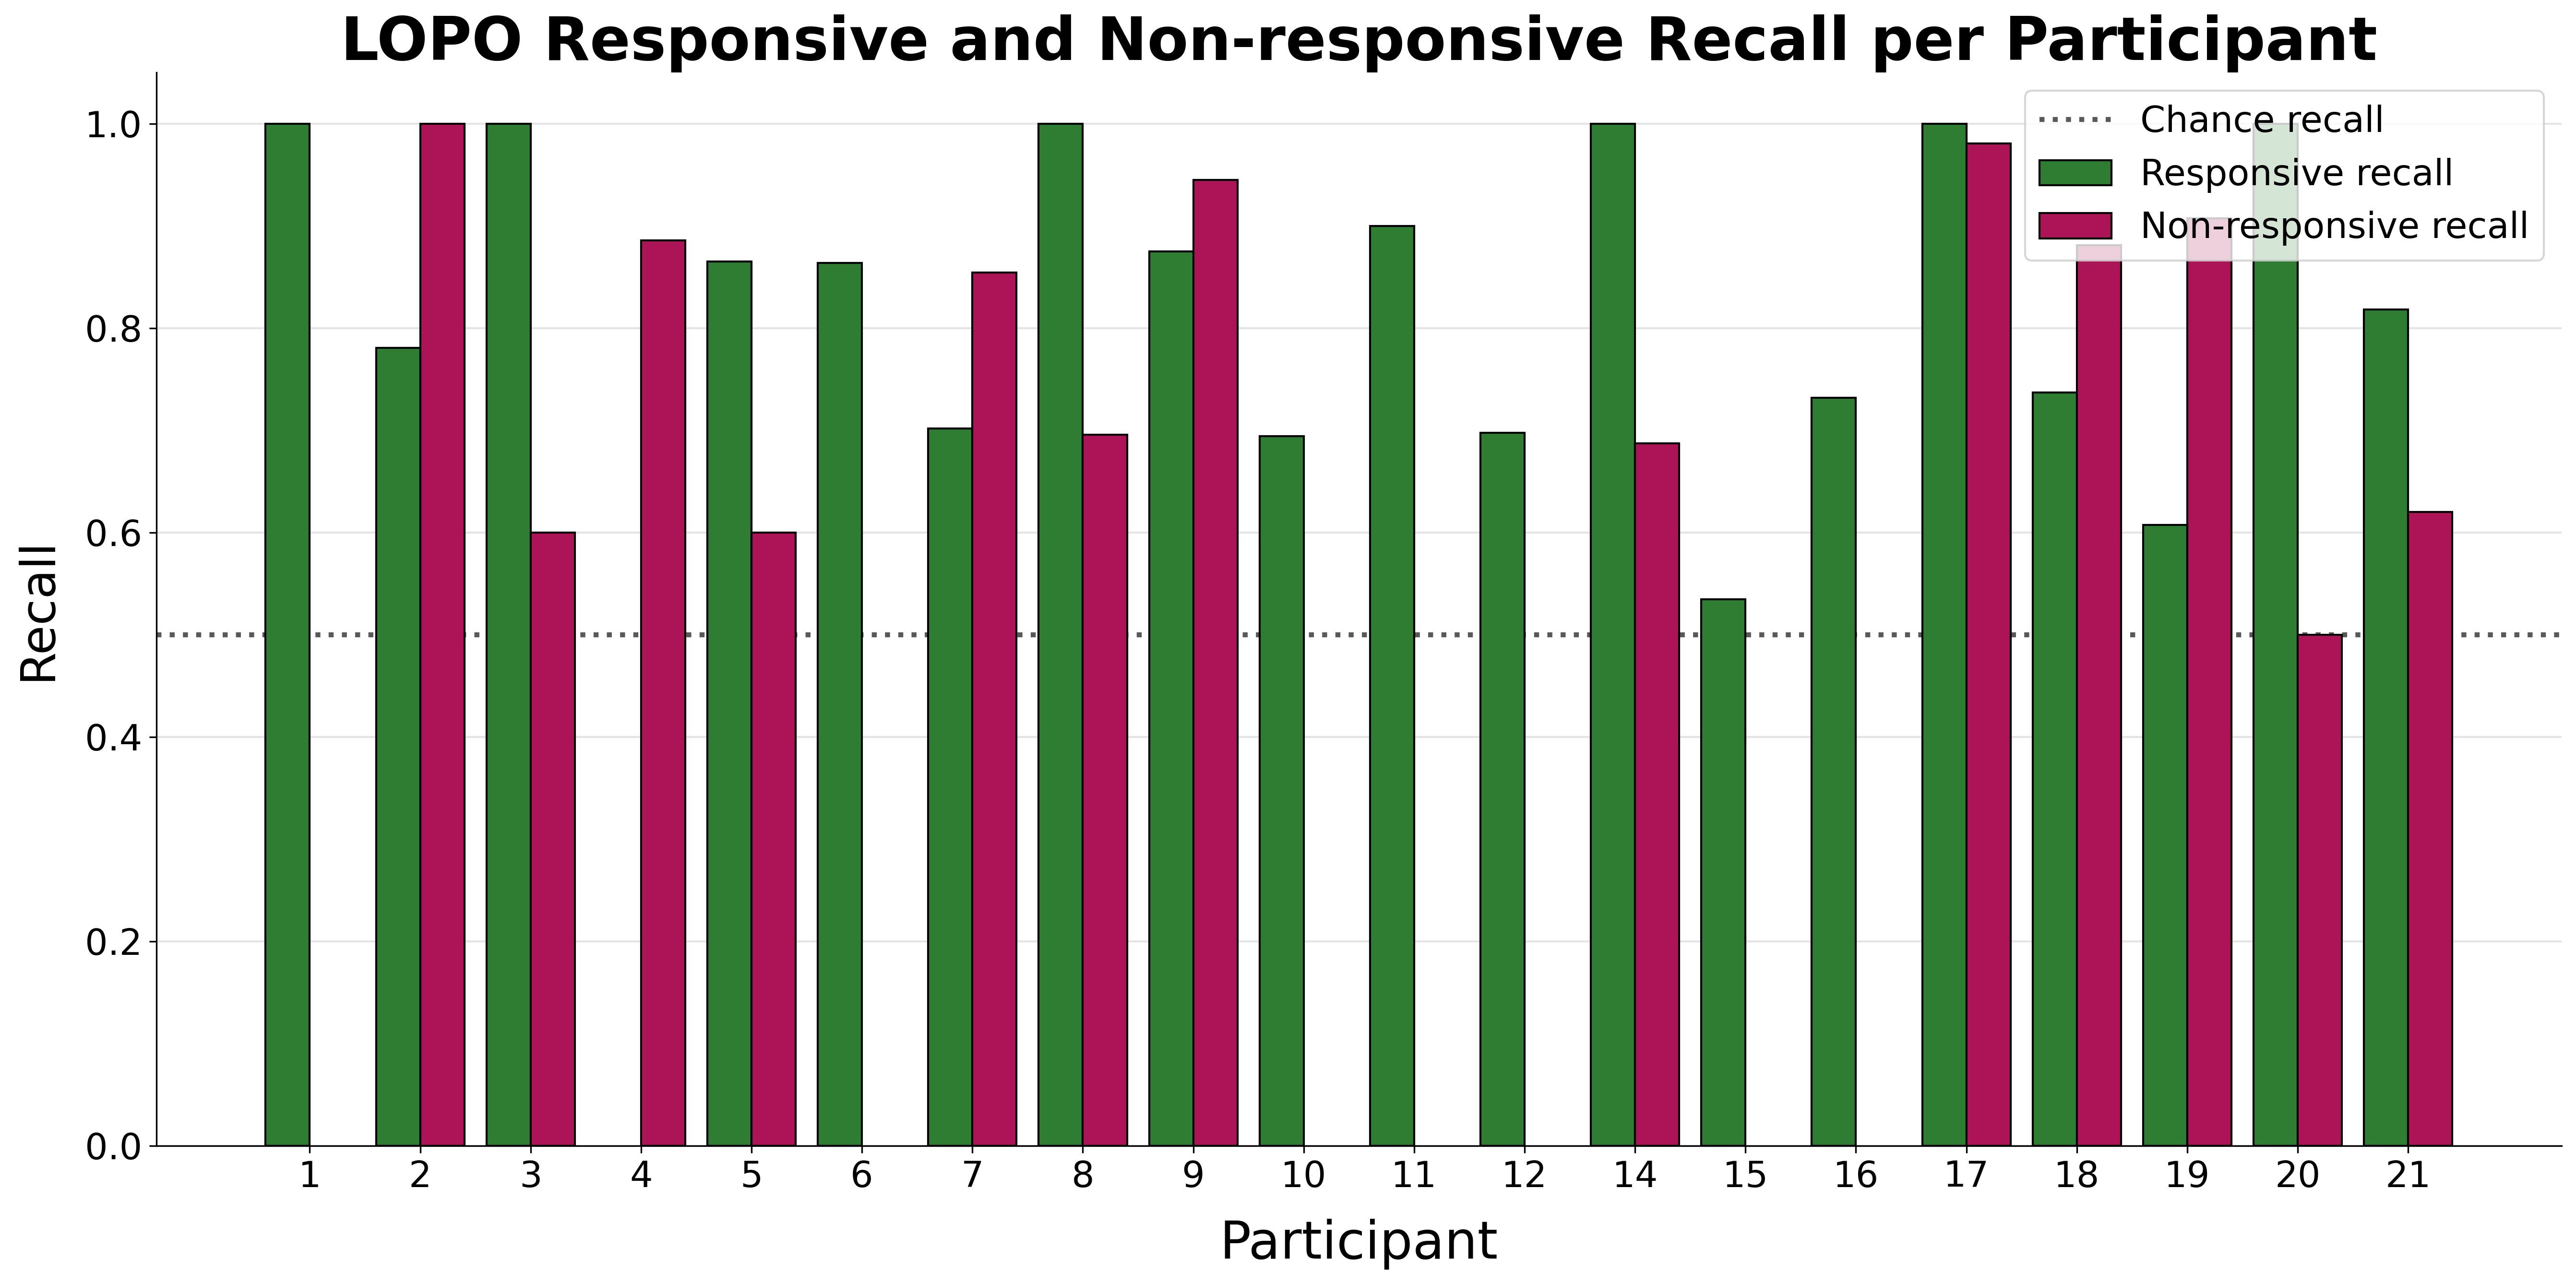 LOPO Responsive and Non-responsive Recall per Participant
Chance recall
Responsive recall
Non-responsive recall
Recall
1.0
0.8
0.6
0.4
0.2
0.0
1 2 3 4 5 6 7 8 9 10 11 12 14 15 16 17 18 19 20 21
Participant